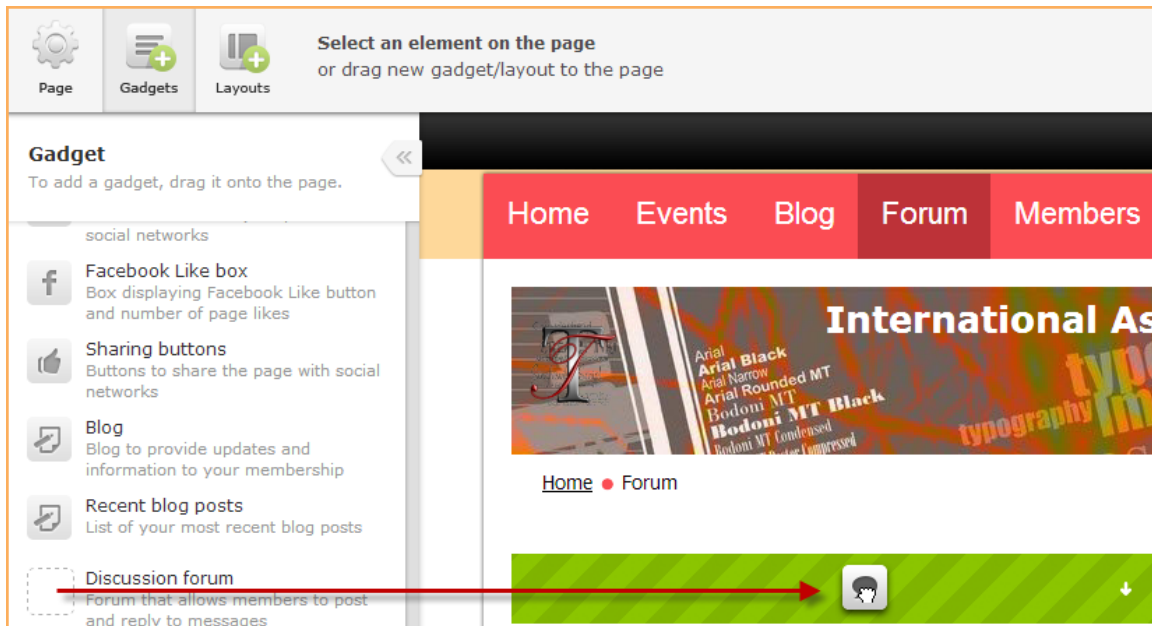 Select an element on the page
or drag new gadget/layout to the page
Page
Gadgets
Layouts
Gadget
To add a gadget, drag it onto the page.
social networks
Facebook Like box
Box displaying Facebook Like button
and number of page likes
Sharing buttons
Buttons to share the page with social
networks
Blog
Blog to provide updates and
information to your membership
Recent blog posts
List of your most recent blog posts
Discussion forum
Forum that allows members to post
and reply to messages
Home Events Blog Forum Members
International As
Arial
Arial Black
Arial Narrow
Arial Rounded MT
Bodoni MT
Bodoni MT Black
Bodoni MT Condensed
typography
Home Forum